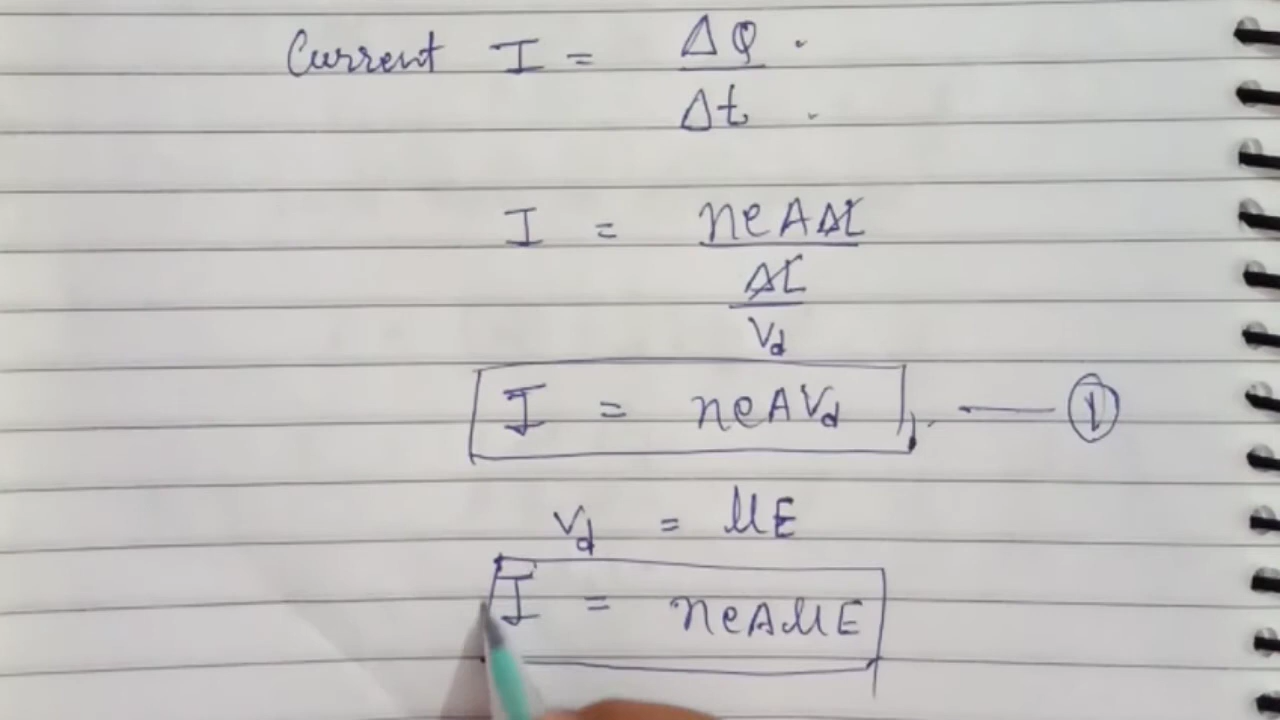 Current I = ΔQ
Δt
I = neAΔl
Δl
Vd
I = neAVd ①
Vd = μE
I = neAμE